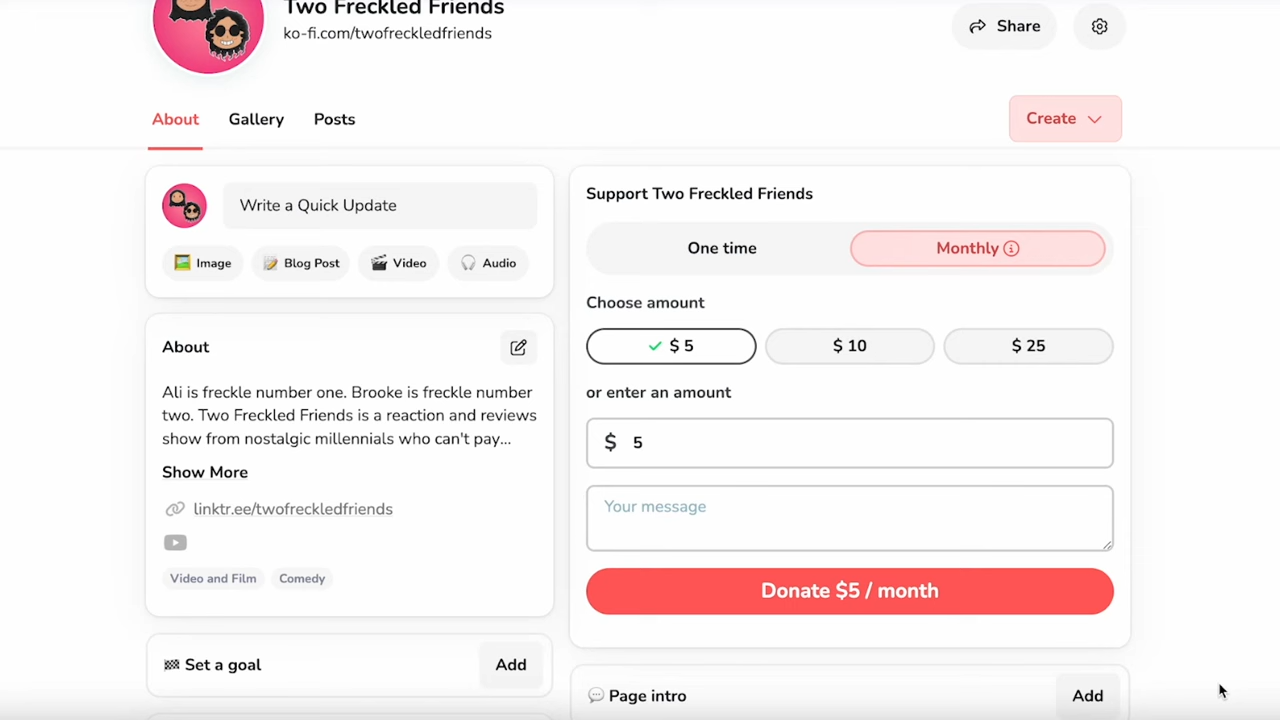 Two Freckled Friends
ko-fi.com/twofreckledfriends
Share
About
Gallery
Posts
Create
Write a Quick Update
Image
Blog Post
Video
Audio
About
Ali is freckle number one. Brooke is freckle number
two. Two Freckled Friends is a reaction and reviews
show from nostalgic millennials who can't pay...
Show More
linktr.ee/twofreckledfriends
Video and Film
Comedy
Set a goal
Add
Support Two Freckled Friends
One time
Monthly
Choose amount
$ 5
$ 10
$ 25
or enter an amount
$ 5
Your message
Donate $5 / month
Page intro
Add